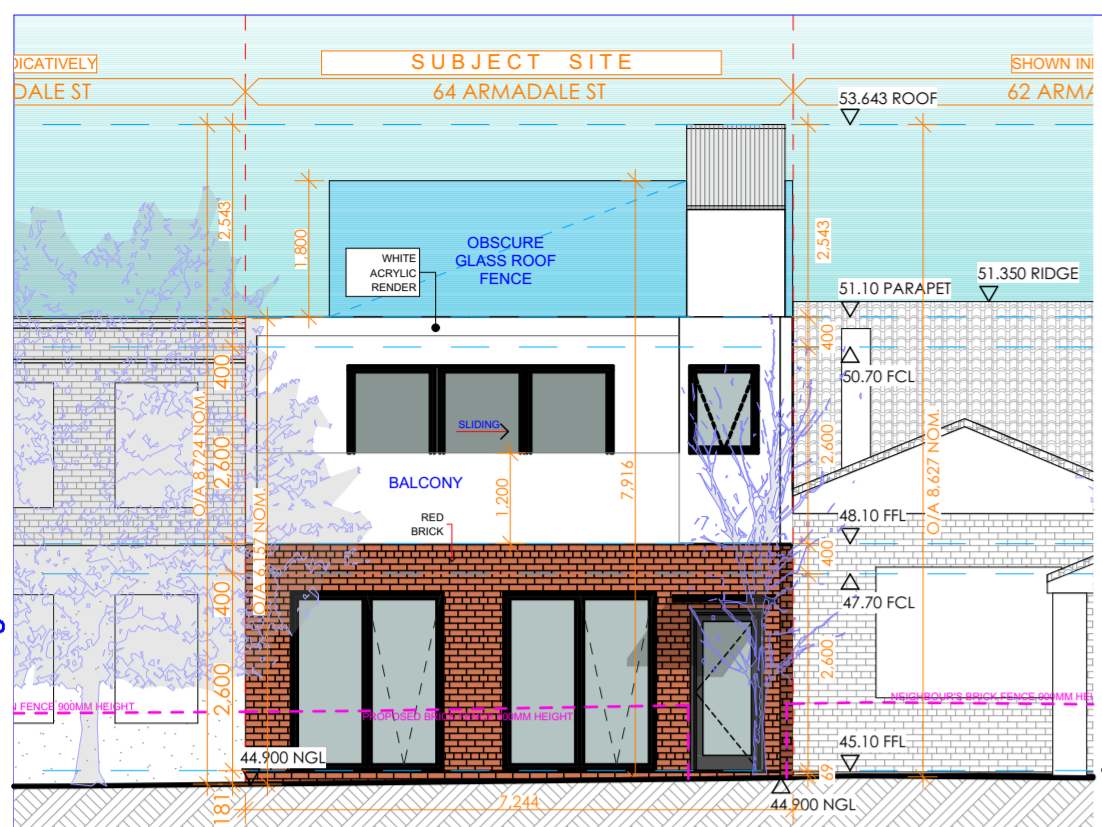 DICATIVELY
SUBJECT SITE
SHOWN IN
DALE ST
64 ARMADALE ST
62 ARMA
53.643 ROOF
2,543
1,800
OBSCURE
GLASS ROOF
FENCE
WHITE
ACRYLIC
RENDER
2,543
51.350 RIDGE
51.10 PARAPET
400
400
50.70 FCL
O/A 8,724 NOM.
2,600
O/A 6,157 NOM.
SLIDING
BALCONY
1,200
7,916
2,600
O/A 8,627 NOM.
RED
BRICK
48.10 FFL
400
400
47.70 FCL
2,600
2,600
N FENCE 900MM HEIGHT
PROPOSED BRICK FENCE 900MM HEIGHT
NEIGHBOUR'S BRICK FENCE 900MM HEI
44.900 NGL
45.10 FFL
181
69
7,244
44.900 NGL